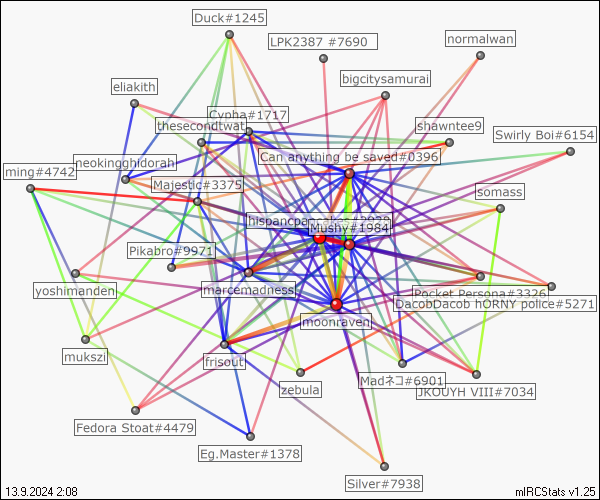 Duck#1245
LPK2387 #7690
normalwan
bigcitysamurai
eliakith
Cypha#1717
thesecondtwat
shawntee9
Swirly Boi#6154
Can anything be saved#0396
neokingghidorah
ming#4742
Majestic#3375
somass
Mushy#1984
Pikabro#9971
yoshimanden
marcemadness
Pocket Persona#3326
DacobDacob hORNY police#5271
moonraven
mukszi
frisout
zebula
Madネコ#6901
JKOUYH VIII#7034
Fedora Stoat#4479
Eg.Master#1378
Silver#7938
13.9.2024 2:08
mIRCStats v1.25